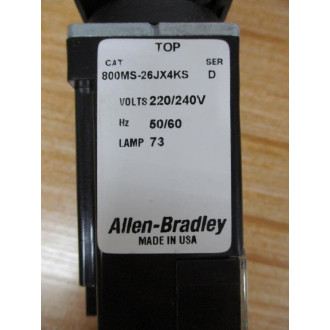 TOP
CAT SER
800MS-26JX4KS D
VOLTS 220/240V
Hz 50/60
LAMP 73
Allen-Bradley
MADE IN USA